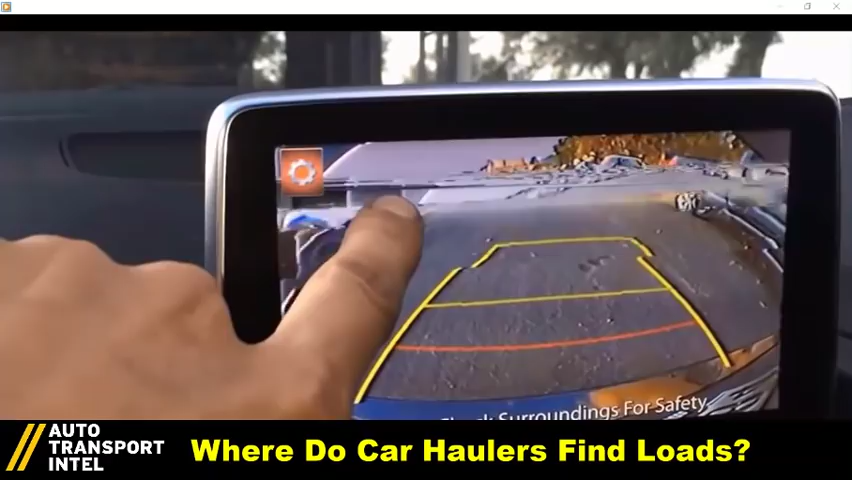 Check Surroundings For Safety
AUTO
TRANSPORT
INTEL
Where Do Car Haulers Find Loads?